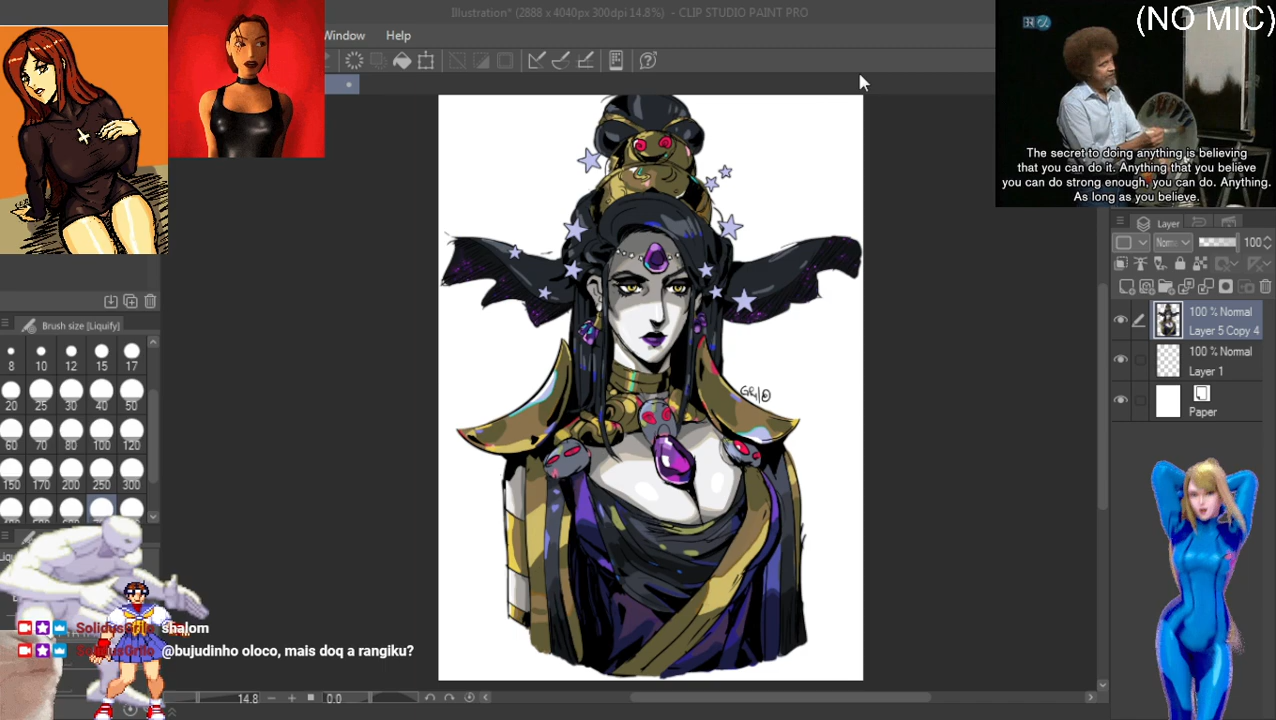 Illustration* (2888 x 4040px 300dpi 14.8%) - CLIP STUDIO PAINT PRO
(NO MIC)
Window Help
The secret to doing anything is believing
that you can do it. Anything that you believe
you can do strong enough, you can do. Anything.
As long as you believe.
Layer
100
100 % Normal
Layer 5 Copy 4
100 % Normal
Layer 1
Paper
Brush size [Liquify]
8 10 12 15 17
20 25 30 40 50
60 70 80 100 120
150 170 200 250 300
SolidusGrilo shalom
SolidusGrilo @bujudinho oloco, mais doq a rangiku?
14.8 0.0